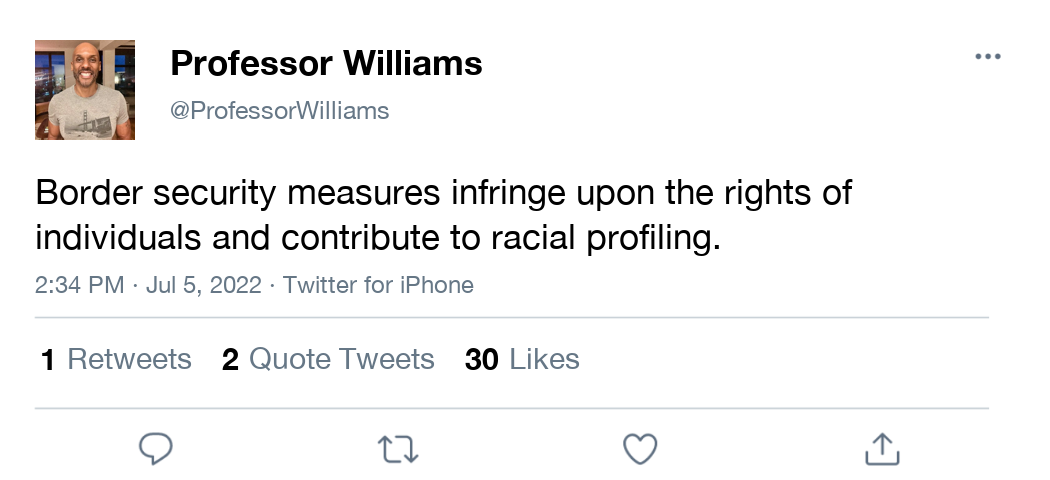 Professor Williams
@ProfessorWilliams
Border security measures infringe upon the rights of
individuals and contribute to racial profiling.
2:34 PM · Jul 5, 2022 · Twitter for iPhone
1 Retweets 2 Quote Tweets 30 Likes